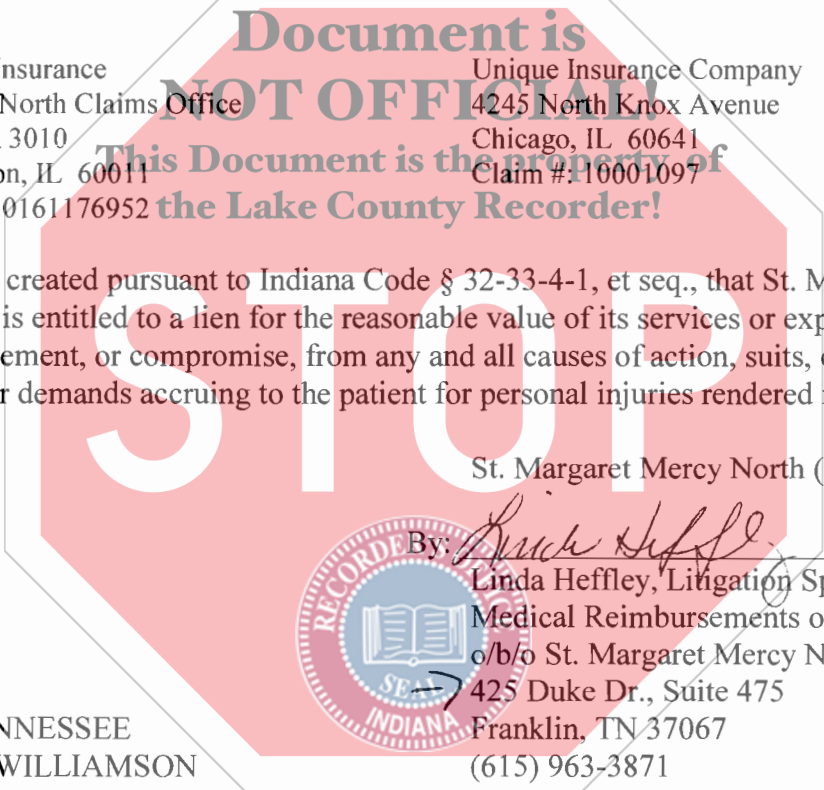 Document is
NOT OFFICIAL!
This Document is the property of
the Lake County Recorder!
nsurance
North Claims Office
3010
on, IL 60011
0161176952
Unique Insurance Company
4245 North Knox Avenue
Chicago, IL 60641
Claim #: 10001097
created pursuant to Indiana Code § 32-33-4-1, et seq., that St. M
is entitled to a lien for the reasonable value of its services or exp
ement, or compromise, from any and all causes of action, suits,
r demands accruing to the patient for personal injuries rendered
STOP
St. Margaret Mercy North (
By: Linda Heffley
Linda Heffley, Litigation Sp
Medical Reimbursements o
o/b/o St. Margaret Mercy N
425 Duke Dr., Suite 475
Franklin, TN 37067
(615) 963-3871
RECORDER'S OFFICE
SEAL
INDIANA
NNESSEE
WILLIAMSON